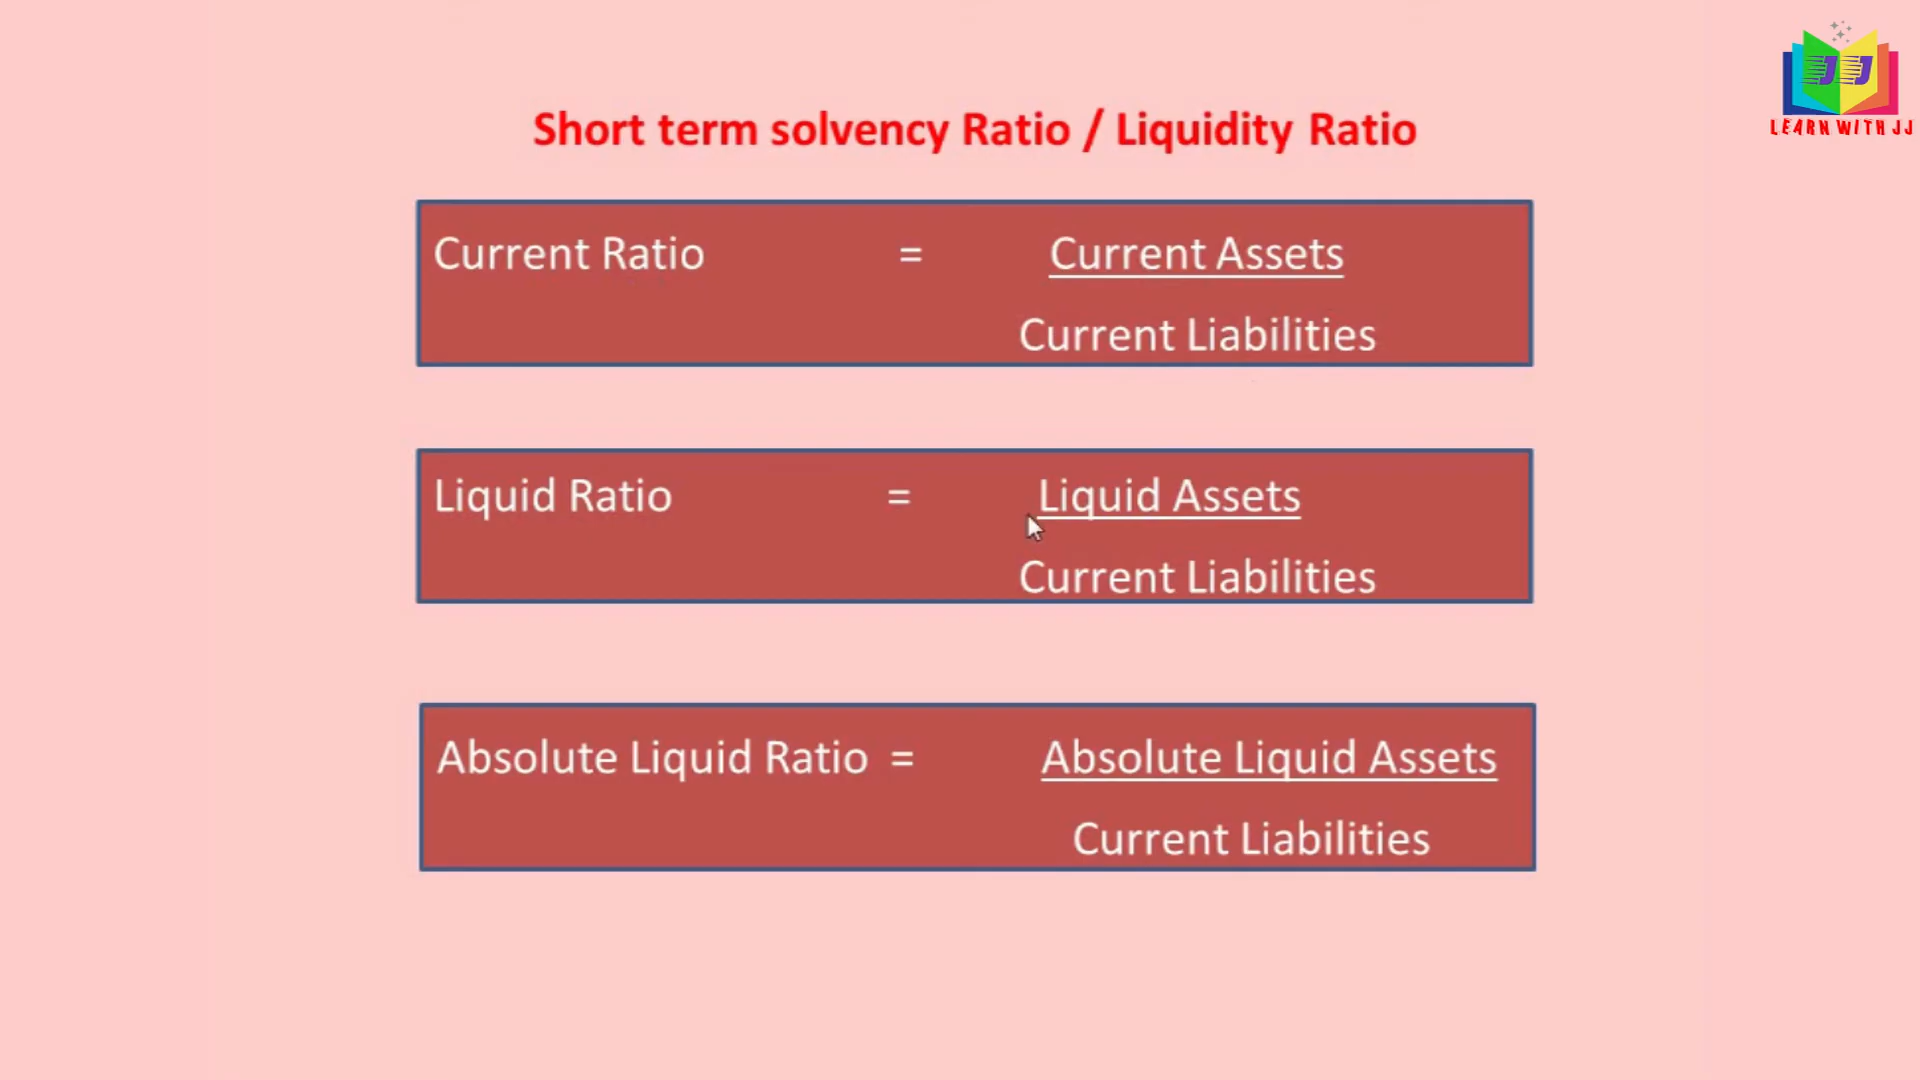 Short term solvency Ratio / Liquidity Ratio
Current Ratio = Current Assets
Current Liabilities
Liquid Ratio = Liquid Assets
Current Liabilities
Absolute Liquid Ratio = Absolute Liquid Assets
Current Liabilities
JJ
LEARN WITH JJ